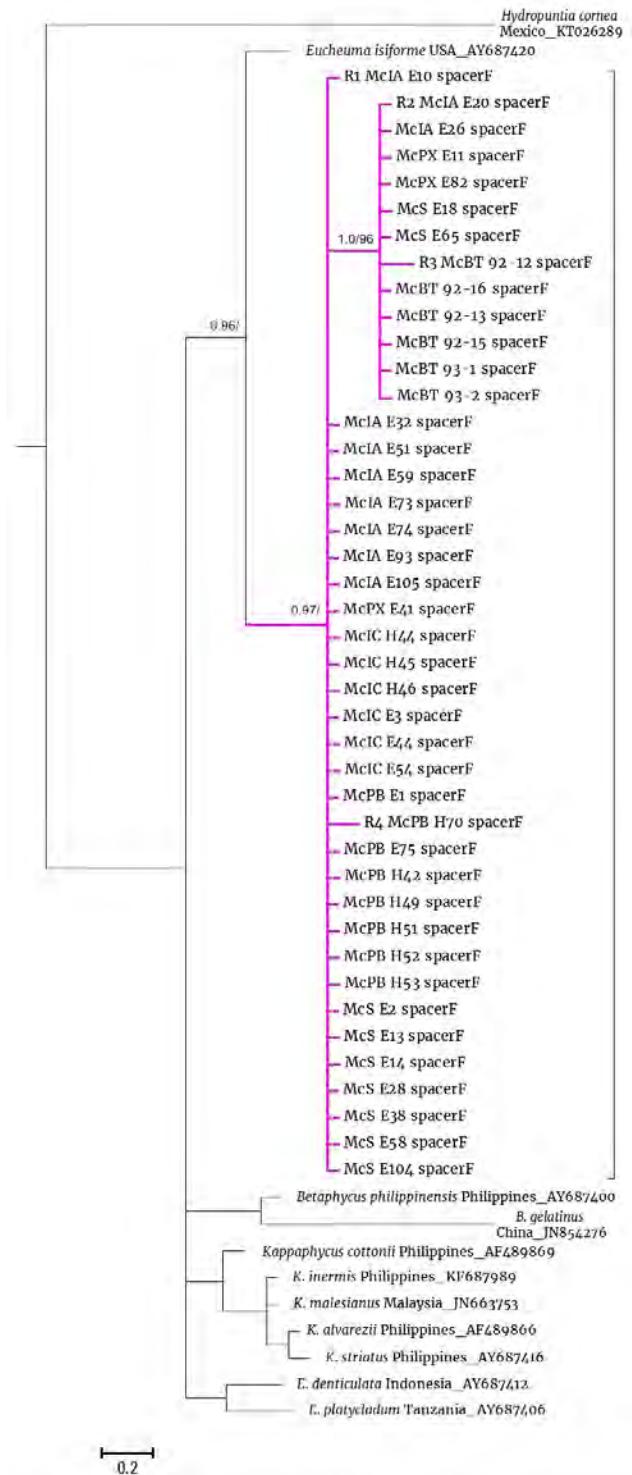 Hydropuntia cornea
Mexico_KT026289
Eucheuma isiforme USA_AY687420
R1 McIA E10 spacerF
R2 McIA E20 spacerF
McIA E26 spacerF
McPX E11 spacerF
McPX E82 spacerF
McS E18 spacerF
1.0/96
McS E65 spacerF
R3 McBT 92-12 spacerF
McBT 92-16 spacerF
McBT 92-13 spacerF
0.96/
McBT 92-15 spacerF
McBT 93-1 spacerF
McBT 93-2 spacerF
McIA E32 spacerF
McIA E51 spacerF
McIA E59 spacerF
McIA E73 spacerF
McIA E74 spacerF
McIA E93 spacerF
McIA E105 spacerF
0.97/
McPX E41 spacerF
McIC H44 spacerF
McIC H45 spacerF
McIC H46 spacerF
McIC E3 spacerF
McIC E44 spacerF
McIC E54 spacerF
McPB E1 spacerF
R4 McPB H70 spacerF
McPB E75 spacerF
McPB H42 spacerF
McPB H49 spacerF
McPB H51 spacerF
McPB H52 spacerF
McPB H53 spacerF
McS E2 spacerF
McS E13 spacerF
McS E14 spacerF
McS E28 spacerF
McS E38 spacerF
McS E58 spacerF
McS E104 spacerF
Betaphycus philippinensis Philippines_AY687400
B. gelatinus
China_JN854276
Kappaphycus cottonii Philippines_AF489869
K. inermis Philippines_KF687989
K. malesianus Malaysia_JN663753
K. alvarezii Philippines_AF489866
K. striatus Philippines_AY687416
E. denticulata Indonesia_AY687412
E. platycladum Tanzania_AY687406
0.2